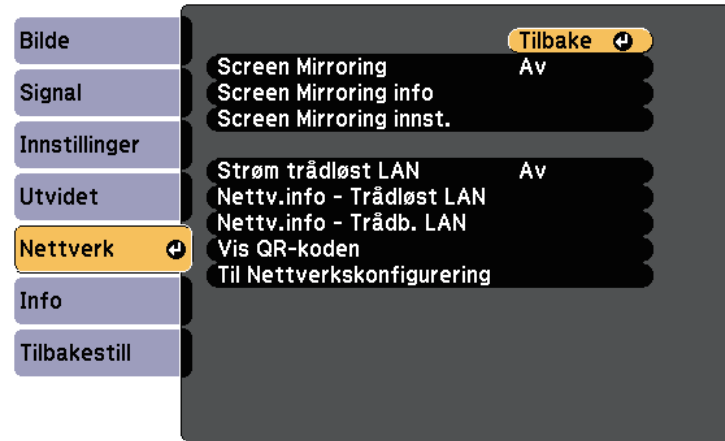 Bilde
Signal
Innstillinger
Utvidet
Nettverk
Info
Tilbakestill
Tilbake
Screen Mirroring Av
Screen Mirroring info
Screen Mirroring innst.
Strøm trådløst LAN Av
Nettv.info - Trådløst LAN
Nettv.info - Trådb. LAN
Vis QR-koden
Til Nettverkskonfigurering